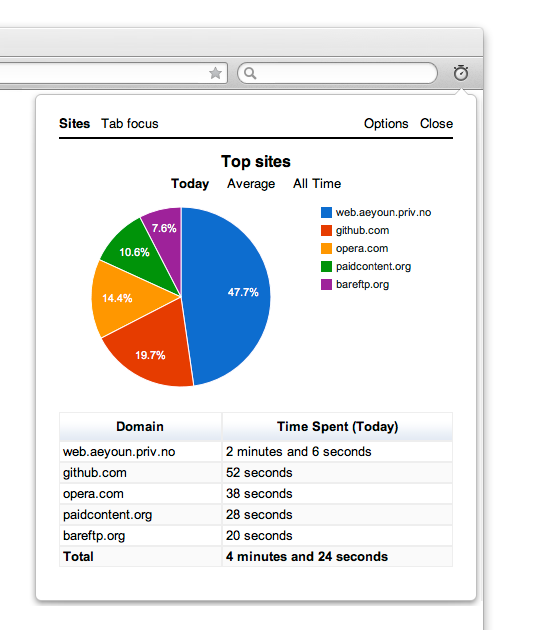 Sites Tab focus Options Close
Top sites
Today Average All Time
web.aeyoun.priv.no
github.com
opera.com
paidcontent.org
bareftp.org
7.6%
10.6%
47.7%
14.4%
19.7%
Domain Time Spent (Today)
web.aeyoun.priv.no 2 minutes and 6 seconds
github.com 52 seconds
opera.com 38 seconds
paidcontent.org 28 seconds
bareftp.org 20 seconds
Total 4 minutes and 24 seconds